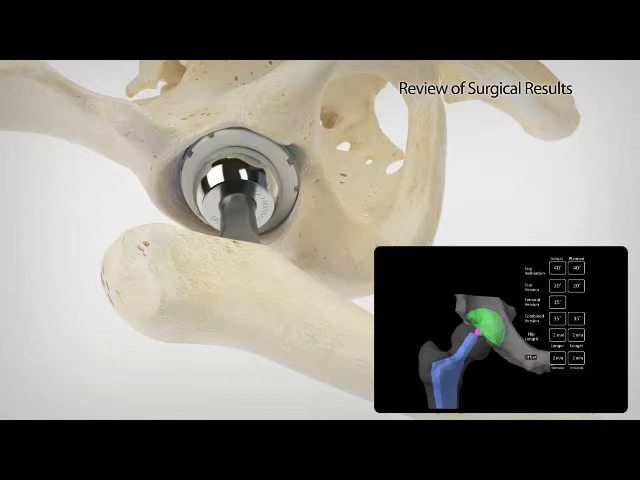 Review of Surgical Results
Actual Planned
Cup Inclination 40° 40°
Cup Version 20° 20°
Femoral Version 15°
Combined Version 35° 35°
Hip Length 2 mm 2 mm
Longer Longer
Offset 2 mm 2 mm